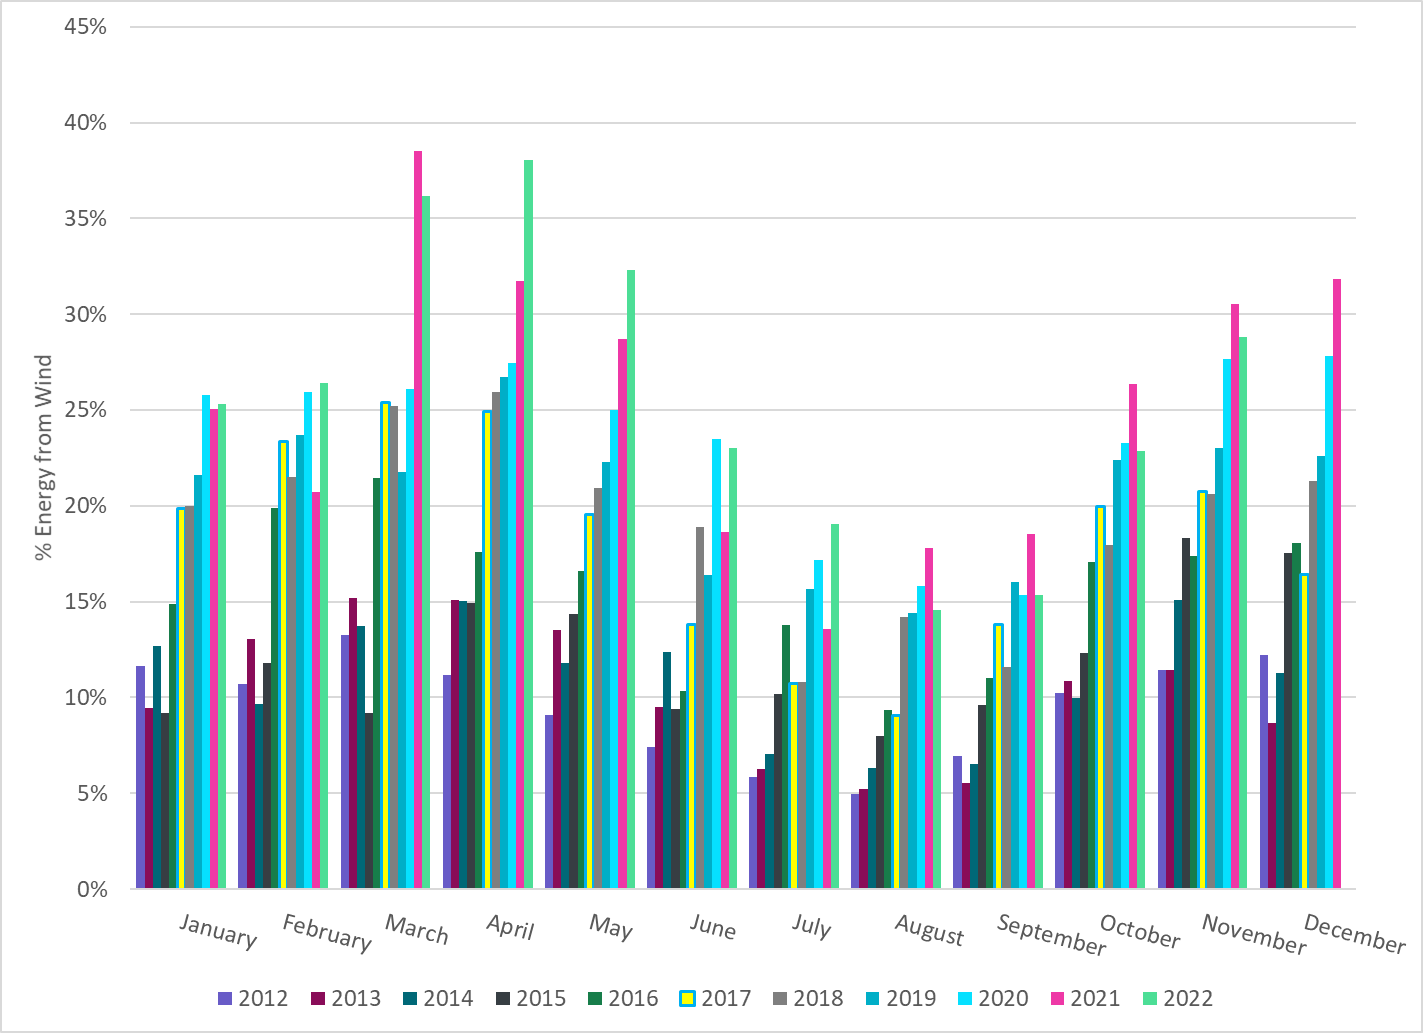 45%
40%
35%
30%
25%
20%
15%
10%
5%
0%
% Energy from Wind
January
February
March
April
May
June
July
August
September
October
November
December
2012 2013 2014 2015 2016 2017 2018 2019 2020 2021 2022